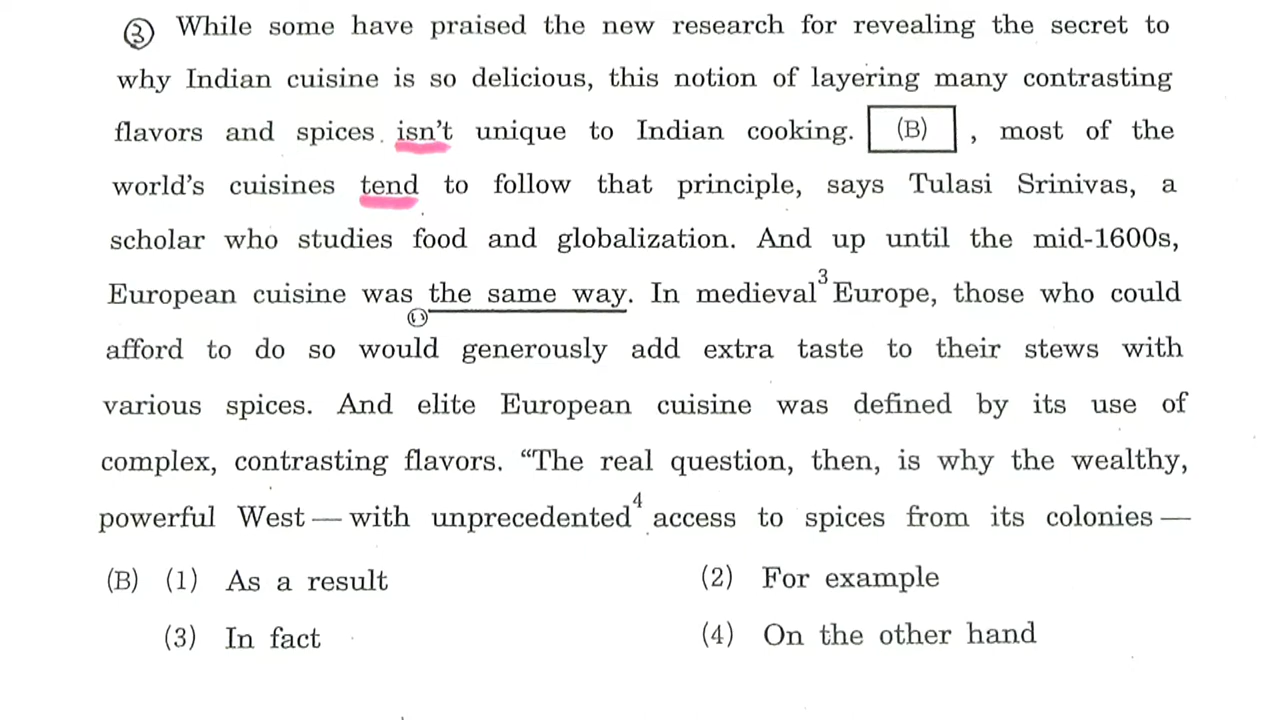 ③ While some have praised the new research for revealing the secret to
why Indian cuisine is so delicious, this notion of layering many contrasting
flavors and spices isn't unique to Indian cooking. (B) , most of the
world's cuisines tend to follow that principle, says Tulasi Srinivas, a
scholar who studies food and globalization. And up until the mid-1600s,
European cuisine was the same way. In medieval³ Europe, those who could
(i)
afford to do so would generously add extra taste to their stews with
various spices. And elite European cuisine was defined by its use of
complex, contrasting flavors. “The real question, then, is why the wealthy,
powerful West — with unprecedented⁴ access to spices from its colonies —
(B) (1) As a result (2) For example
(3) In fact (4) On the other hand